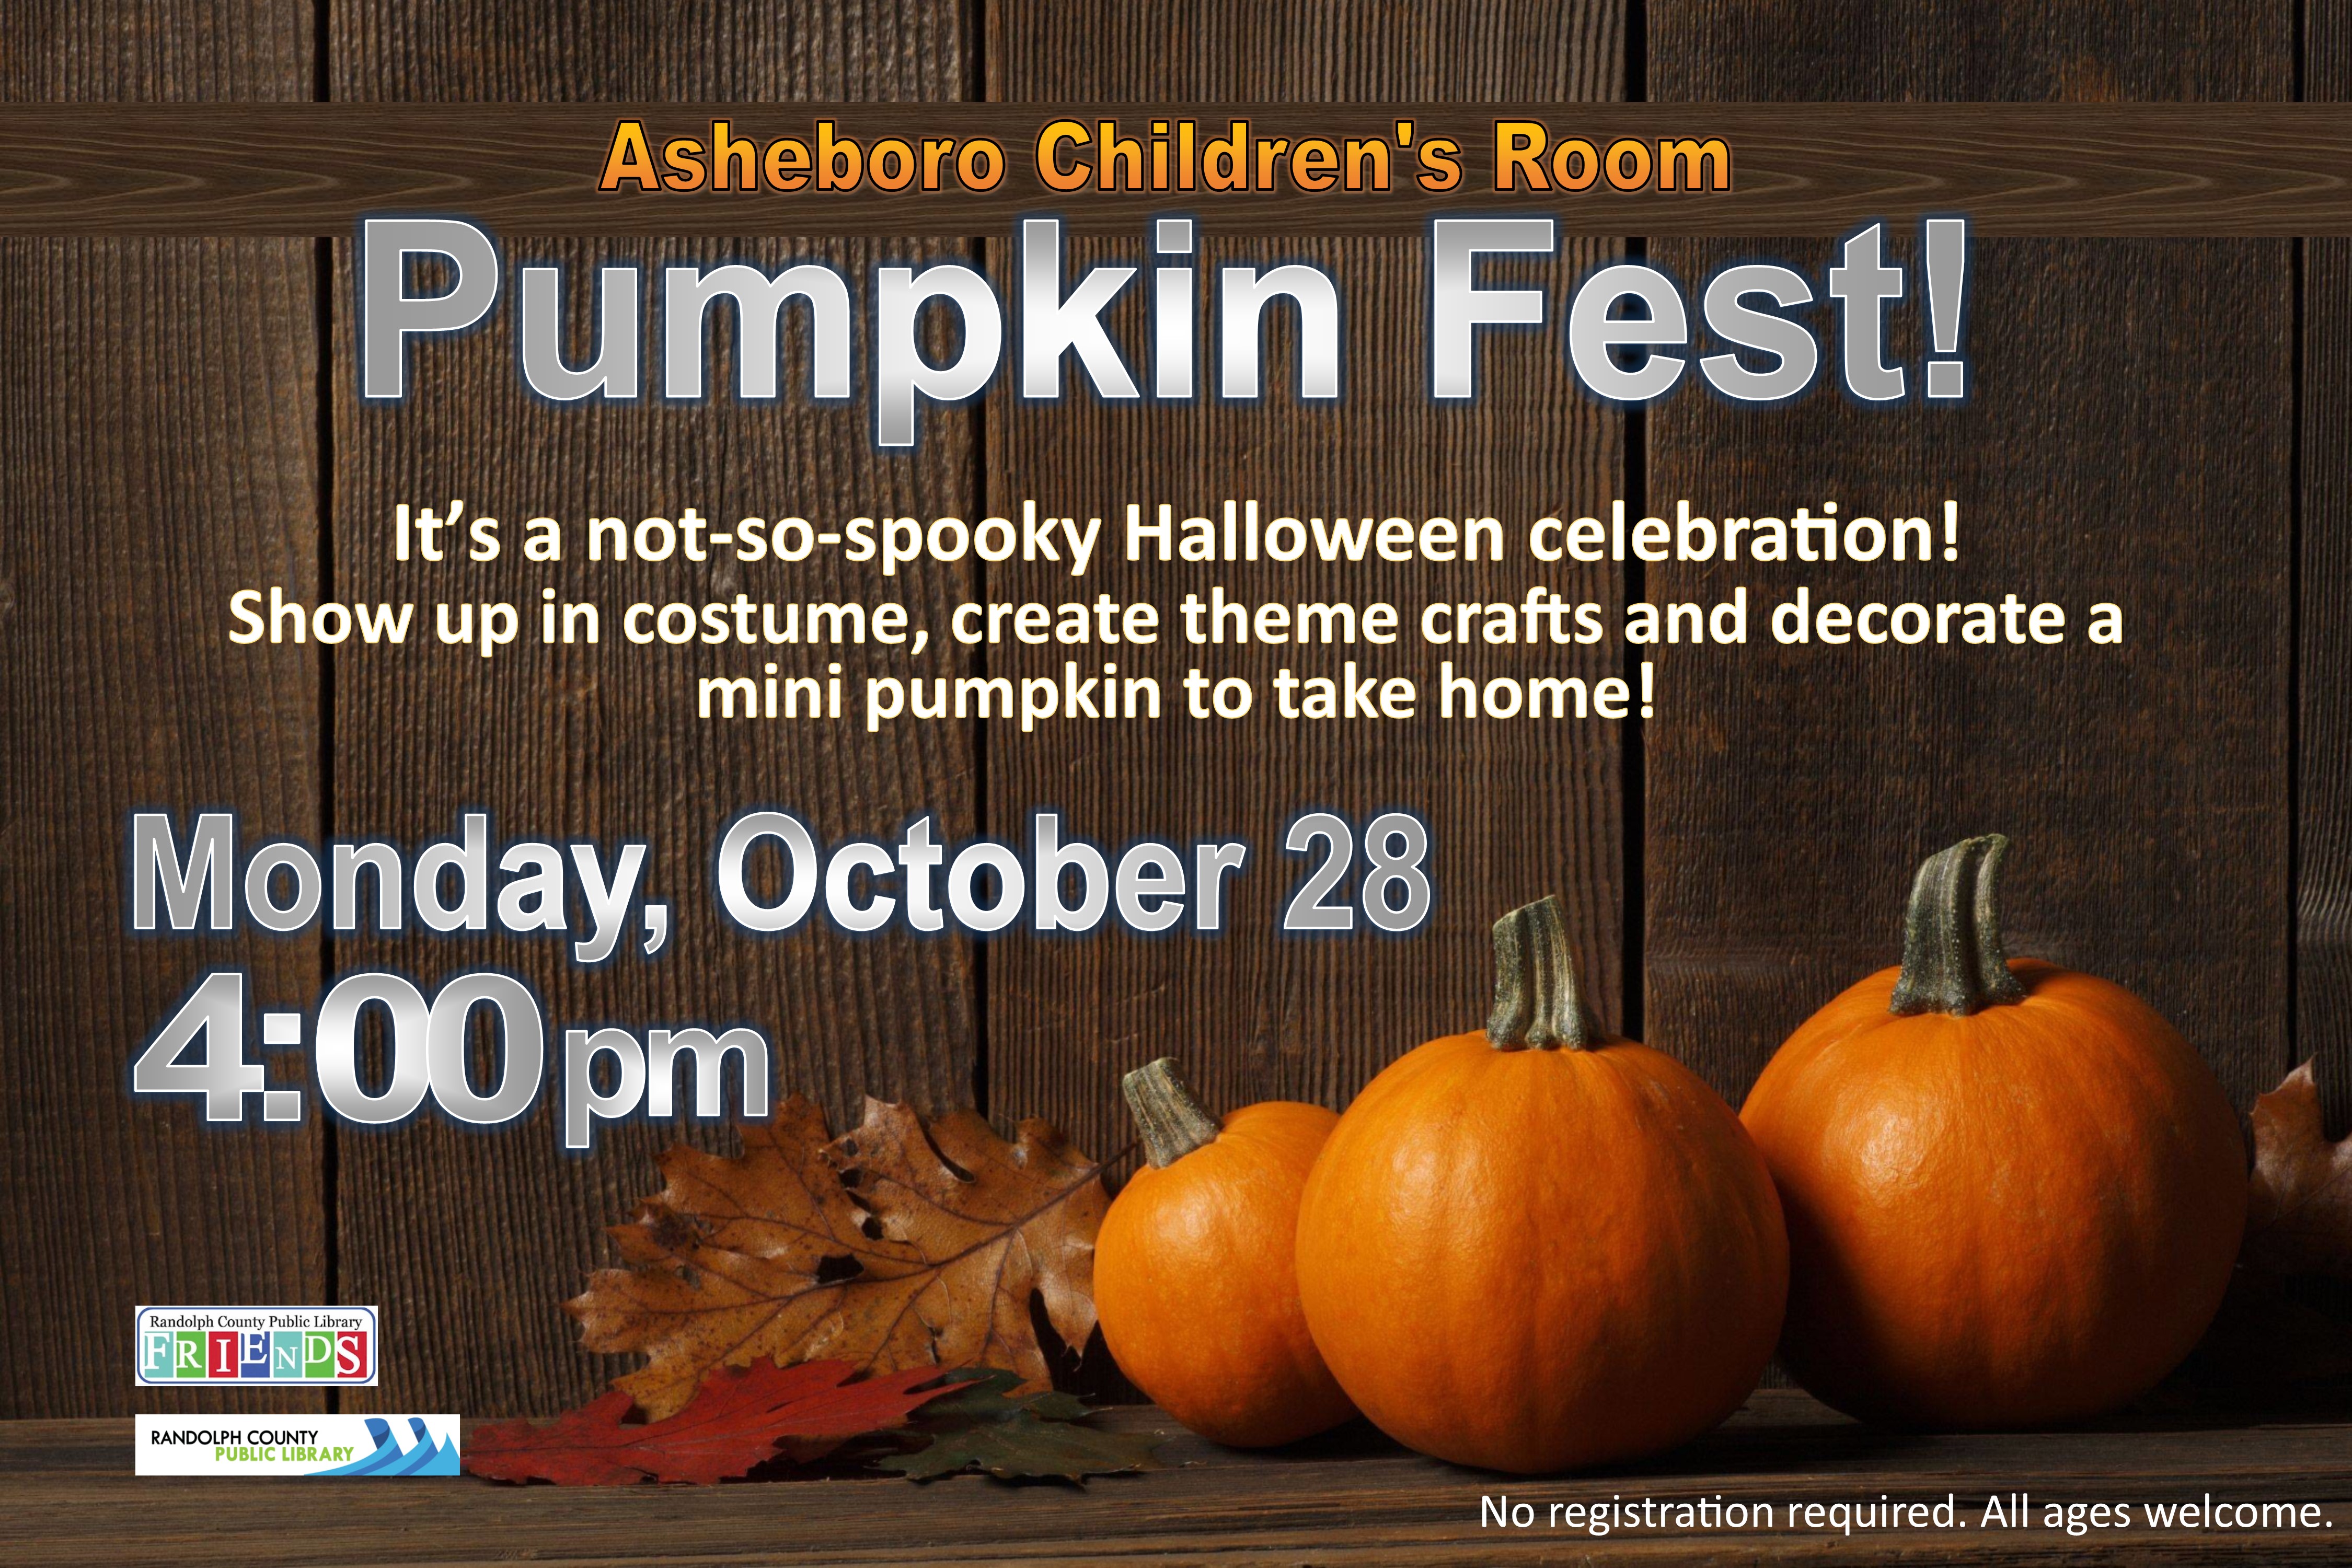 Asheboro Children's Room
Pumpkin Fest!
It’s a not-so-spooky Halloween celebration!
Show up in costume, create theme crafts and decorate a
mini pumpkin to take home!
Monday, October 28
4:00 pm
Randolph County Public Library
FRIENDS
RANDOLPH COUNTY
PUBLIC LIBRARY
No registration required. All ages welcome.